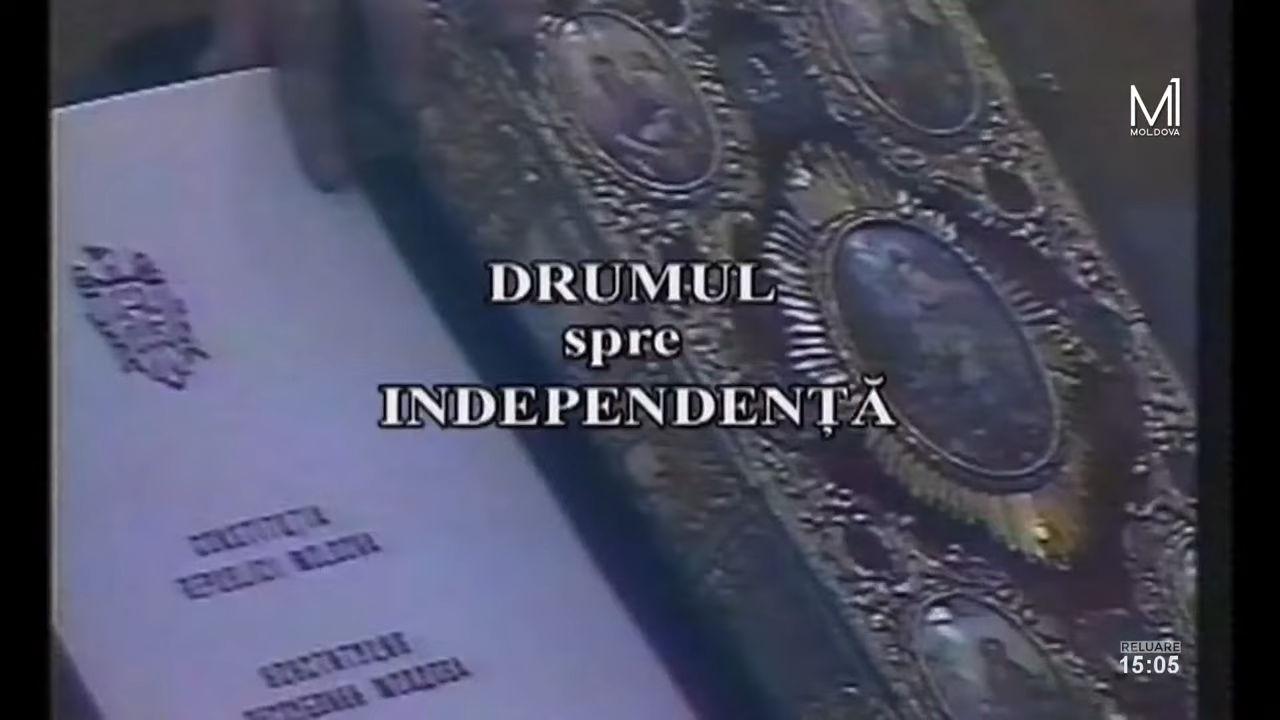 M1
MOLDOVA
DRUMUL
spre
INDEPENDENȚĂ
CONSTITUȚIA
REPUBLICII MOLDOVA
RELUARE
15:05